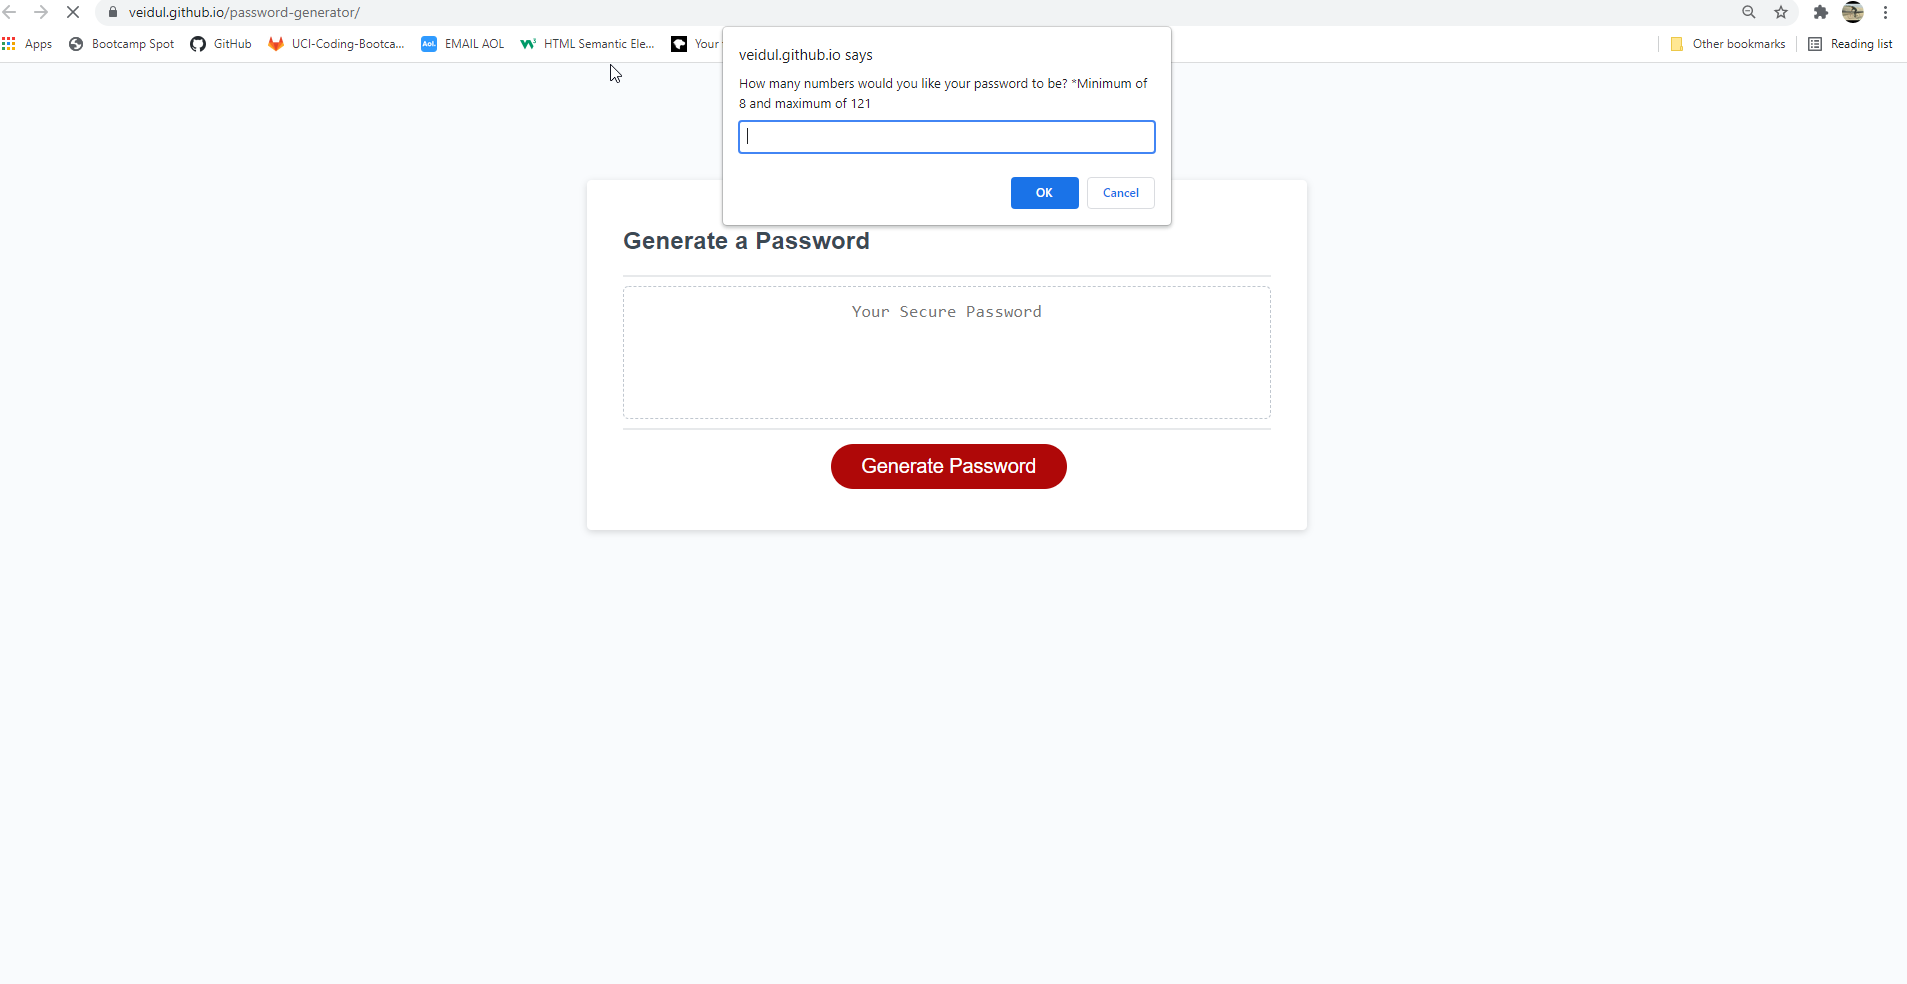 veidul.github.io/password-generator/
Apps Bootcamp Spot GitHub UCI-Coding-Bootca... Aol. EMAIL AOL W3 HTML Semantic Ele... Your Other bookmarks Reading list
veidul.github.io says
How many numbers would you like your password to be? *Minimum of
8 and maximum of 121
OK Cancel
Generate a Password
Your Secure Password
Generate Password